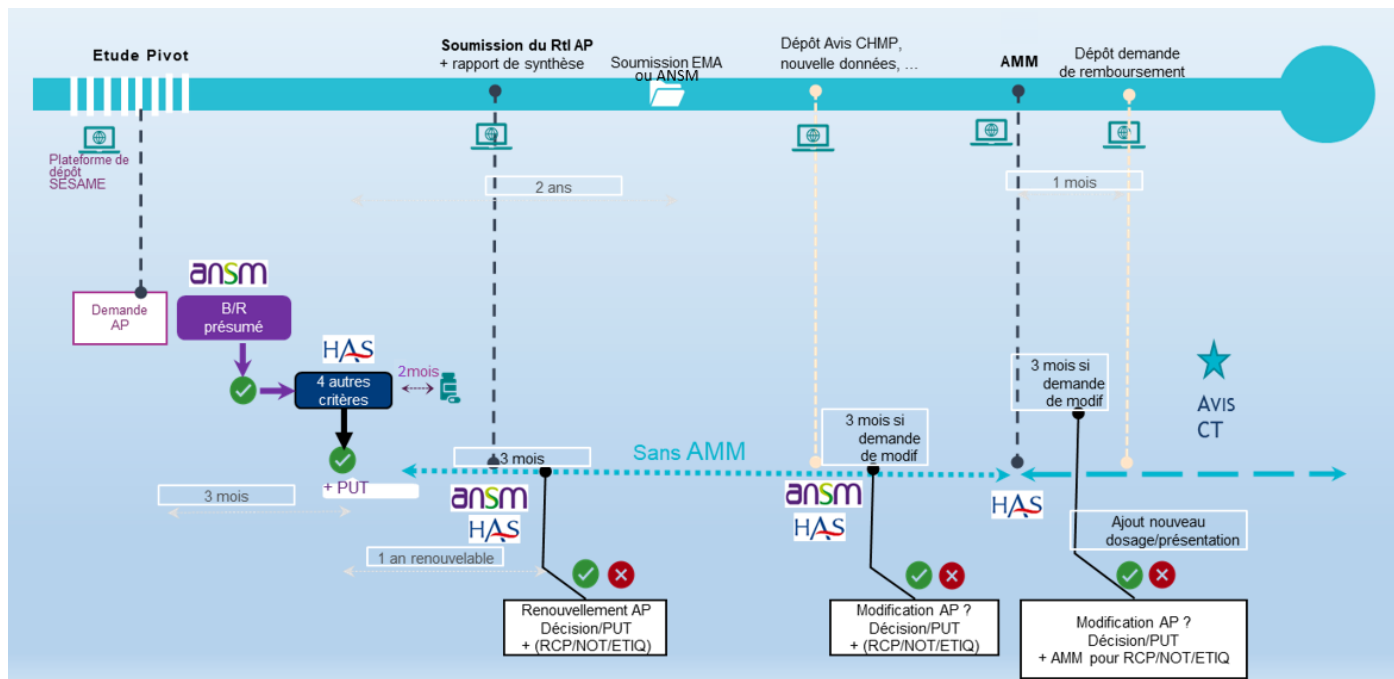 Etude Pivot
Soumission du Rtl AP
+ rapport de synthèse
Soumission EMA
ou ANSM
Dépôt Avis CHMP,
nouvelle données, ...
AMM
Dépôt demande
de remboursement
Plateforme de
dépôt
SESAME
2 ans
1 mois
ansm
Demande
AP
B/R
présumé
HAS
4 autres
critères
2mois
+ PUT
3 mois
3 mois
Sans AMM
ansm
HAS
1 an renouvelable
Renouvellement AP
Décision/PUT
+ (RCP/NOT/ETIQ)
3 mois si
demande
de modif
ansm
HAS
Modification AP ?
Décision/PUT
+ (RCP/NOT/ETIQ)
3 mois si
demande
de modif
HAS
Ajout nouveau
dosage/présentation
Modification AP ?
Décision/PUT
+ AMM pour RCP/NOT/ETIQ
AVIS
CT